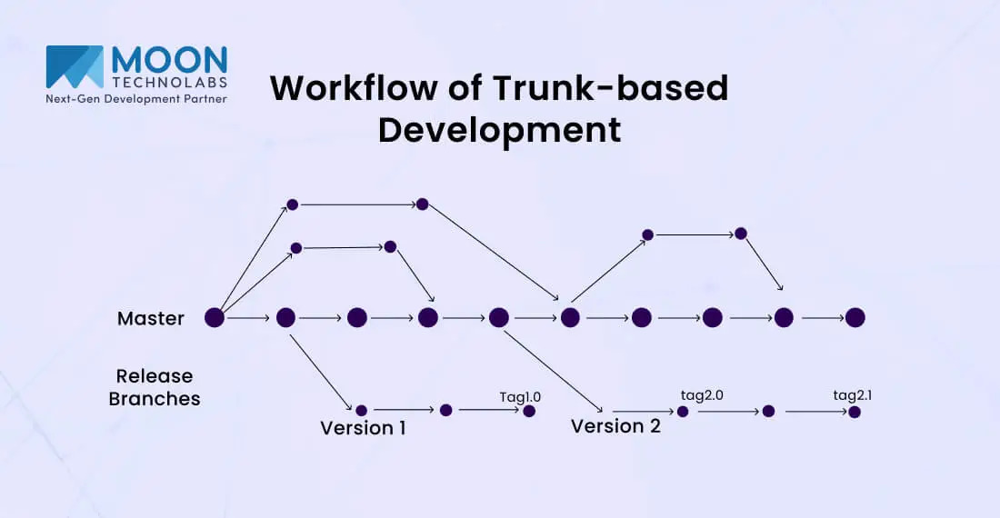 MOON
TECHNOLABS
Next-Gen Development Partner
Workflow of Trunk-based
Development
Master
Release
Branches
Tag1.0
tag2.0
tag2.1
Version 1
Version 2